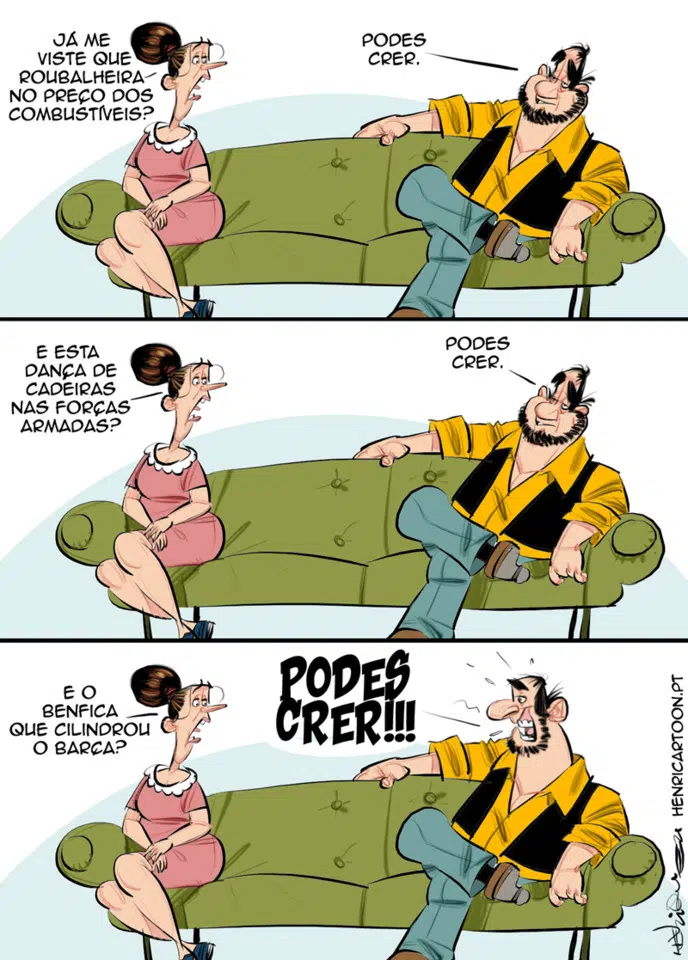 JÁ ME
VISTE QUE
ROUBALHEIRA
NO PREÇO DOS
COMBUSTÍVEIS?
PODES
CRER.
E ESTA
DANÇA DE
CADEIRAS
NAS FORÇAS
ARMADAS?
PODES
CRER.
E O
BENFICA
QUE CILINDROU
O BARÇA?
PODES
CRER!!!
HENRICARTOON.PT